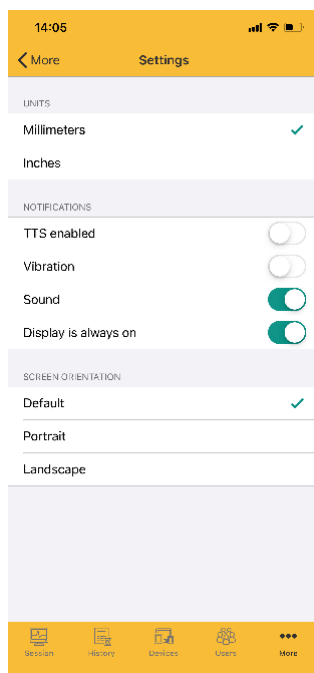 14:05
More Settings
UNITS
Millimeters
Inches
NOTIFICATIONS
TTS enabled
Vibration
Sound
Display is always on
SCREEN ORIENTATION
Default
Portrait
Landscape
Session History Devices Users More